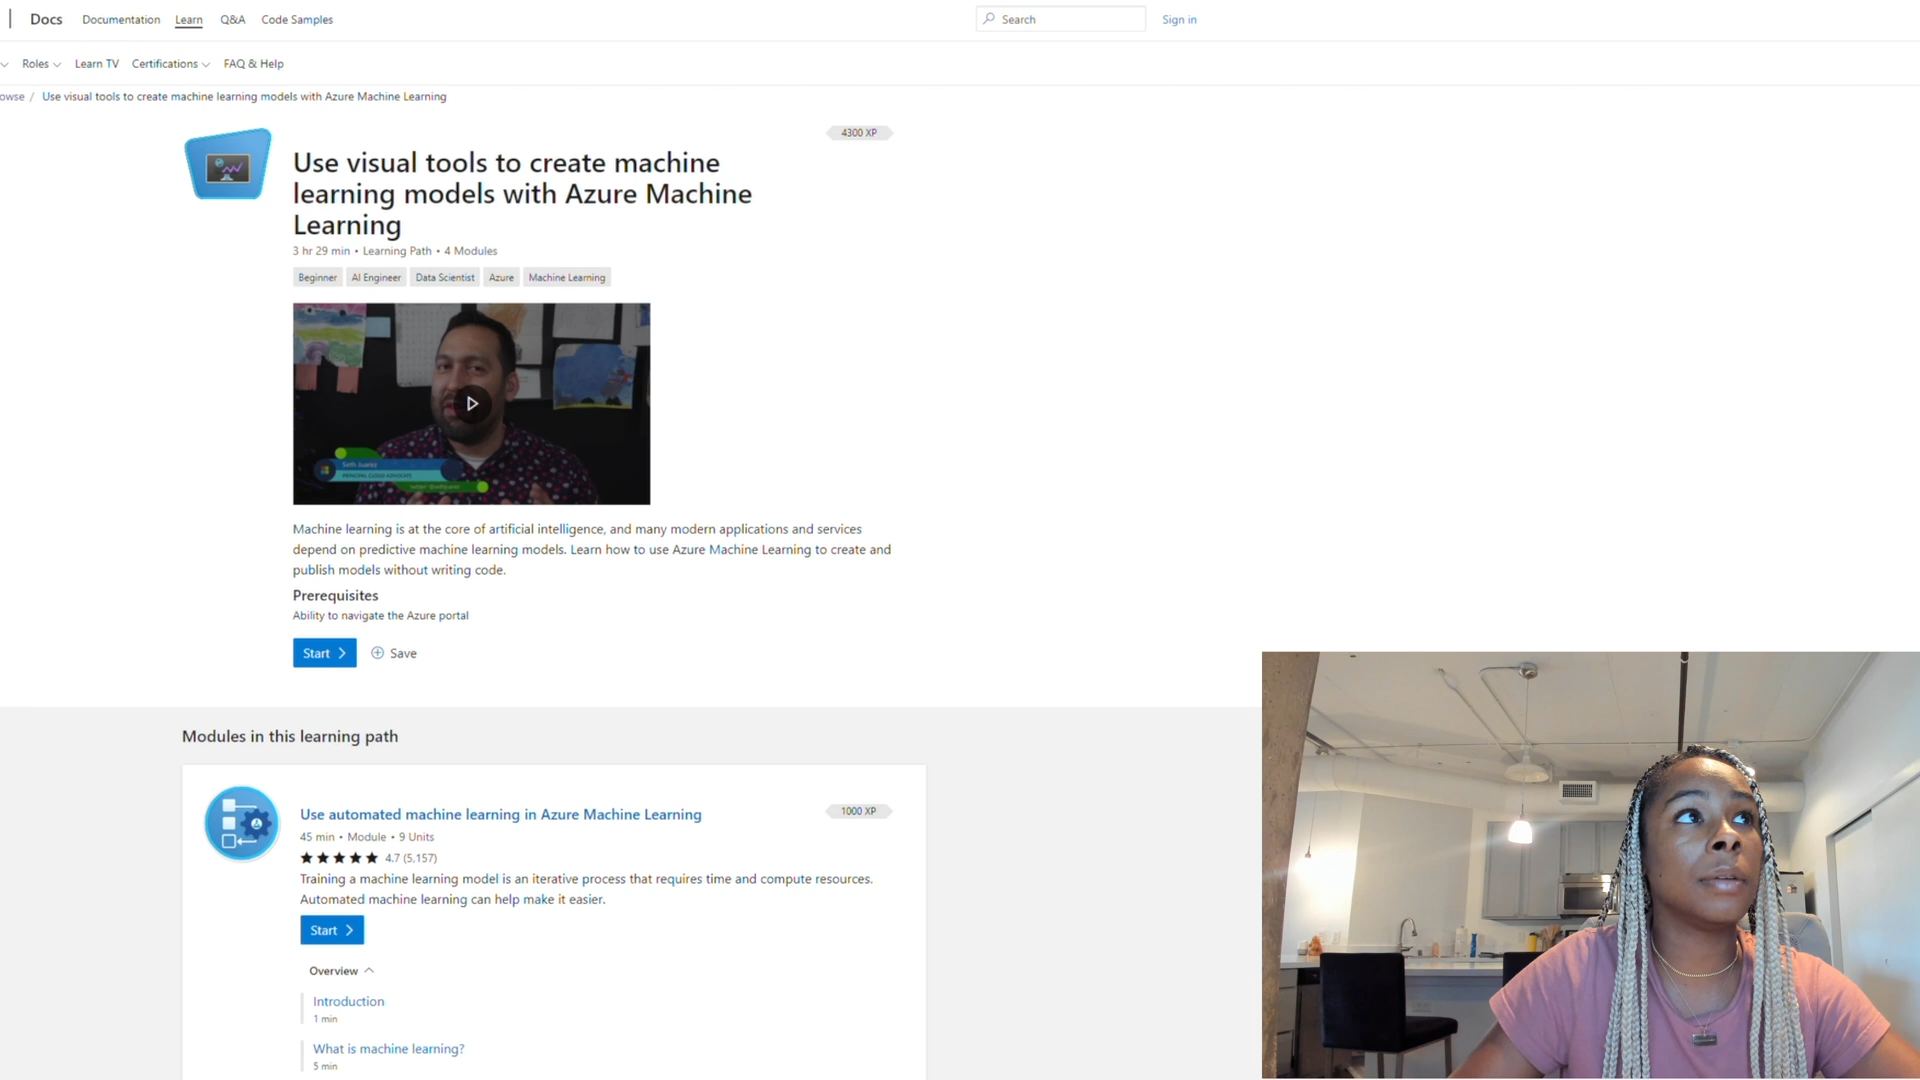 Docs Documentation Learn Q&A Code Samples Search Sign in
Roles Learn TV Certifications FAQ & Help
owse / Use visual tools to create machine learning models with Azure Machine Learning
4300 XP
Use visual tools to create machine
learning models with Azure Machine
Learning
3 hr 29 min • Learning Path • 4 Modules
Beginner AI Engineer Data Scientist Azure Machine Learning
Seth Juarez
PRINCIPAL CLOUD ADVOCATE
Machine learning is at the core of artificial intelligence, and many modern applications and services
depend on predictive machine learning models. Learn how to use Azure Machine Learning to create and
publish models without writing code.
Prerequisites
Ability to navigate the Azure portal
Start Save
Modules in this learning path
Use automated machine learning in Azure Machine Learning
1000 XP
45 min • Module • 9 Units
4.7 (5,157)
Training a machine learning model is an iterative process that requires time and compute resources.
Automated machine learning can help make it easier.
Start
Overview
Introduction
1 min
What is machine learning?
5 min